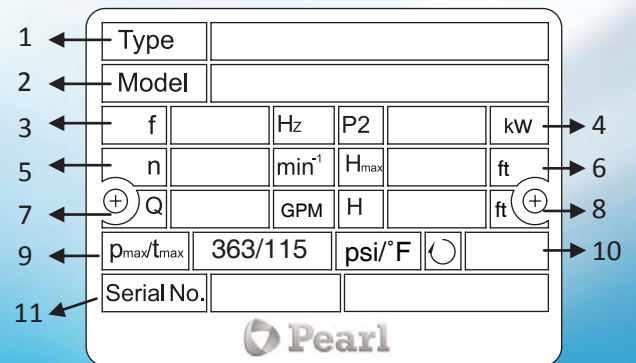 1 Type
2 Model
3 f Hz P2 kW 4
5 n min⁻¹ Hmax ft 6
7 Q GPM H ft 8
9 pmax/tmax 363/115 psi/°F 10
11 Serial No.
Pearl